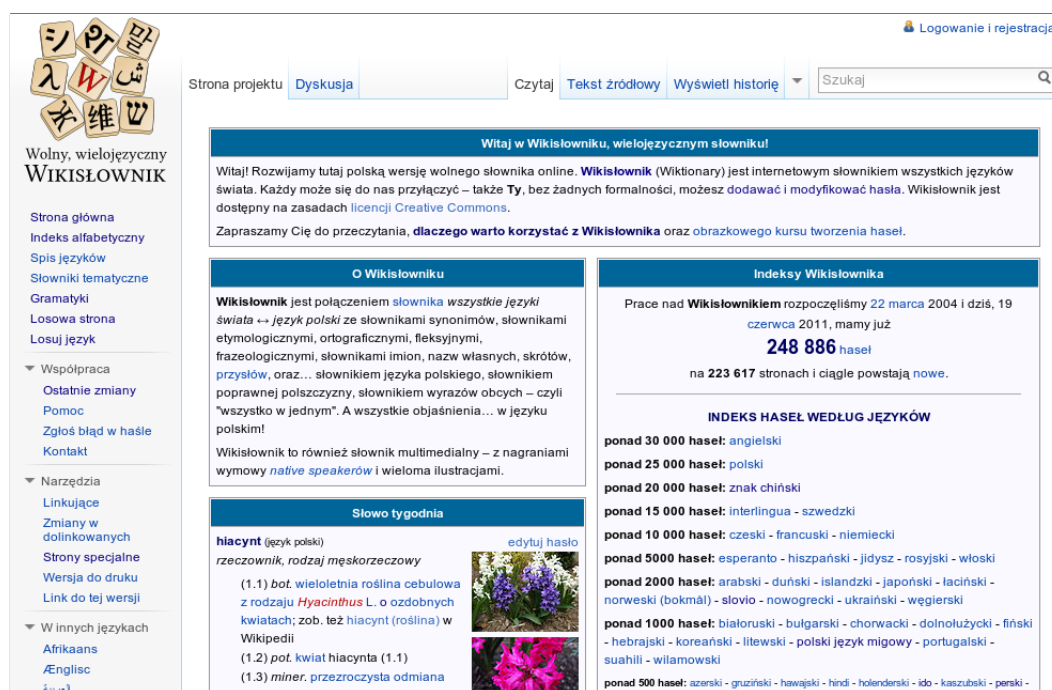 Logowanie i rejestracja
Strona projektu Dyskusja Czytaj Tekst źródłowy Wyświetl historię Szukaj
シ 말
λ W ش
维 ש
Wolny, wielojęzyczny
WIKISŁOWNIK
Strona główna
Indeks alfabetyczny
Spis języków
Słowniki tematyczne
Gramatyki
Losowa strona
Losuj język
Współpraca
Ostatnie zmiany
Pomoc
Zgłoś błąd w haśle
Kontakt
Narzędzia
Linkujące
Zmiany w
dolinkowanych
Strony specjalne
Wersja do druku
Link do tej wersji
W innych językach
Afrikaans
Ænglisc
Witaj w Wikisłowniku, wielojęzycznym słowniku!
Witaj! Rozwijamy tutaj polską wersję wolnego słownika online. Wikisłownik (Wiktionary) jest internetowym słownikiem wszystkich języków
świata. Każdy może się do nas przyłączyć – także Ty, bez żadnych formalności, możesz dodawać i modyfikować hasła. Wikisłownik jest
dostępny na zasadach licencji Creative Commons.
Zapraszamy Cię do przeczytania, dlaczego warto korzystać z Wikisłownika oraz obrazkowego kursu tworzenia haseł.
O Wikisłowniku
Wikisłownik jest połączeniem słownika wszystkie języki
świata ↔ język polski ze słownikami synonimów, słownikami
etymologicznymi, ortograficznymi, fleksyjnymi,
frazeologicznymi, słownikami imion, nazw własnych, skrótów,
przysłów, oraz… słownikiem języka polskiego, słownikiem
poprawnej polszczyzny, słownikiem wyrazów obcych – czyli
"wszystko w jednym". A wszystkie objaśnienia… w języku
polskim!
Wikisłownik to również słownik multimedialny – z nagraniami
wymowy native speakerów i wieloma ilustracjami.
Słowo tygodnia
hiacynt (język polski) edytuj hasło
rzeczownik, rodzaj męskorzeczowy
(1.1) bot. wieloletnia roślina cebulowa
z rodzaju Hyacinthus L. o ozdobnych
kwiatach; zob. też hiacynt (roślina) w
Wikipedii
(1.2) pot. kwiat hiacynta (1.1)
(1.3) miner. przezroczysta odmiana
Indeksy Wikisłownika
Prace nad Wikisłownikiem rozpoczęliśmy 22 marca 2004 i dziś, 19
czerwca 2011, mamy już
248 886 haseł
na 223 617 stronach i ciągle powstają nowe.
INDEKS HASEŁ WEDŁUG JĘZYKÓW
ponad 30 000 haseł: angielski
ponad 25 000 haseł: polski
ponad 20 000 haseł: znak chiński
ponad 15 000 haseł: interlingua - szwedzki
ponad 10 000 haseł: czeski - francuski - niemiecki
ponad 5000 haseł: esperanto - hiszpański - jidysz - rosyjski - włoski
ponad 2000 haseł: arabski - duński - islandzki - japoński - łaciński -
norweski (bokmål) - slovio - nowogrecki - ukraiński - węgierski
ponad 1000 haseł: białoruski - bułgarski - chorwacki - dolnołużycki - fiński
- hebrajski - koreański - litewski - polski język migowy - portugalski -
suahili - wilamowski
ponad 500 haseł: azerski - gruziński - hawajski - hindi - holenderski - ido - kaszubski - perski -